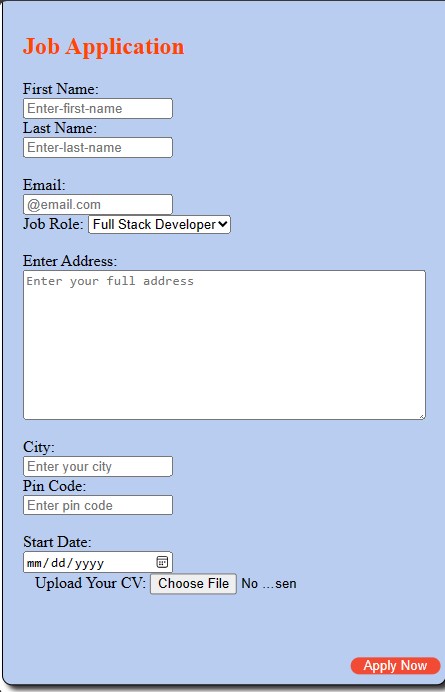 Job Application
First Name:
Enter-first-name
Last Name:
Enter-last-name
Email:
@email.com
Job Role: Full Stack Developer
Enter Address:
Enter your full address
City:
Enter your city
Pin Code:
Enter pin code
Start Date:
mm/dd/yyyy
Upload Your CV: Choose File No ...sen
Apply Now